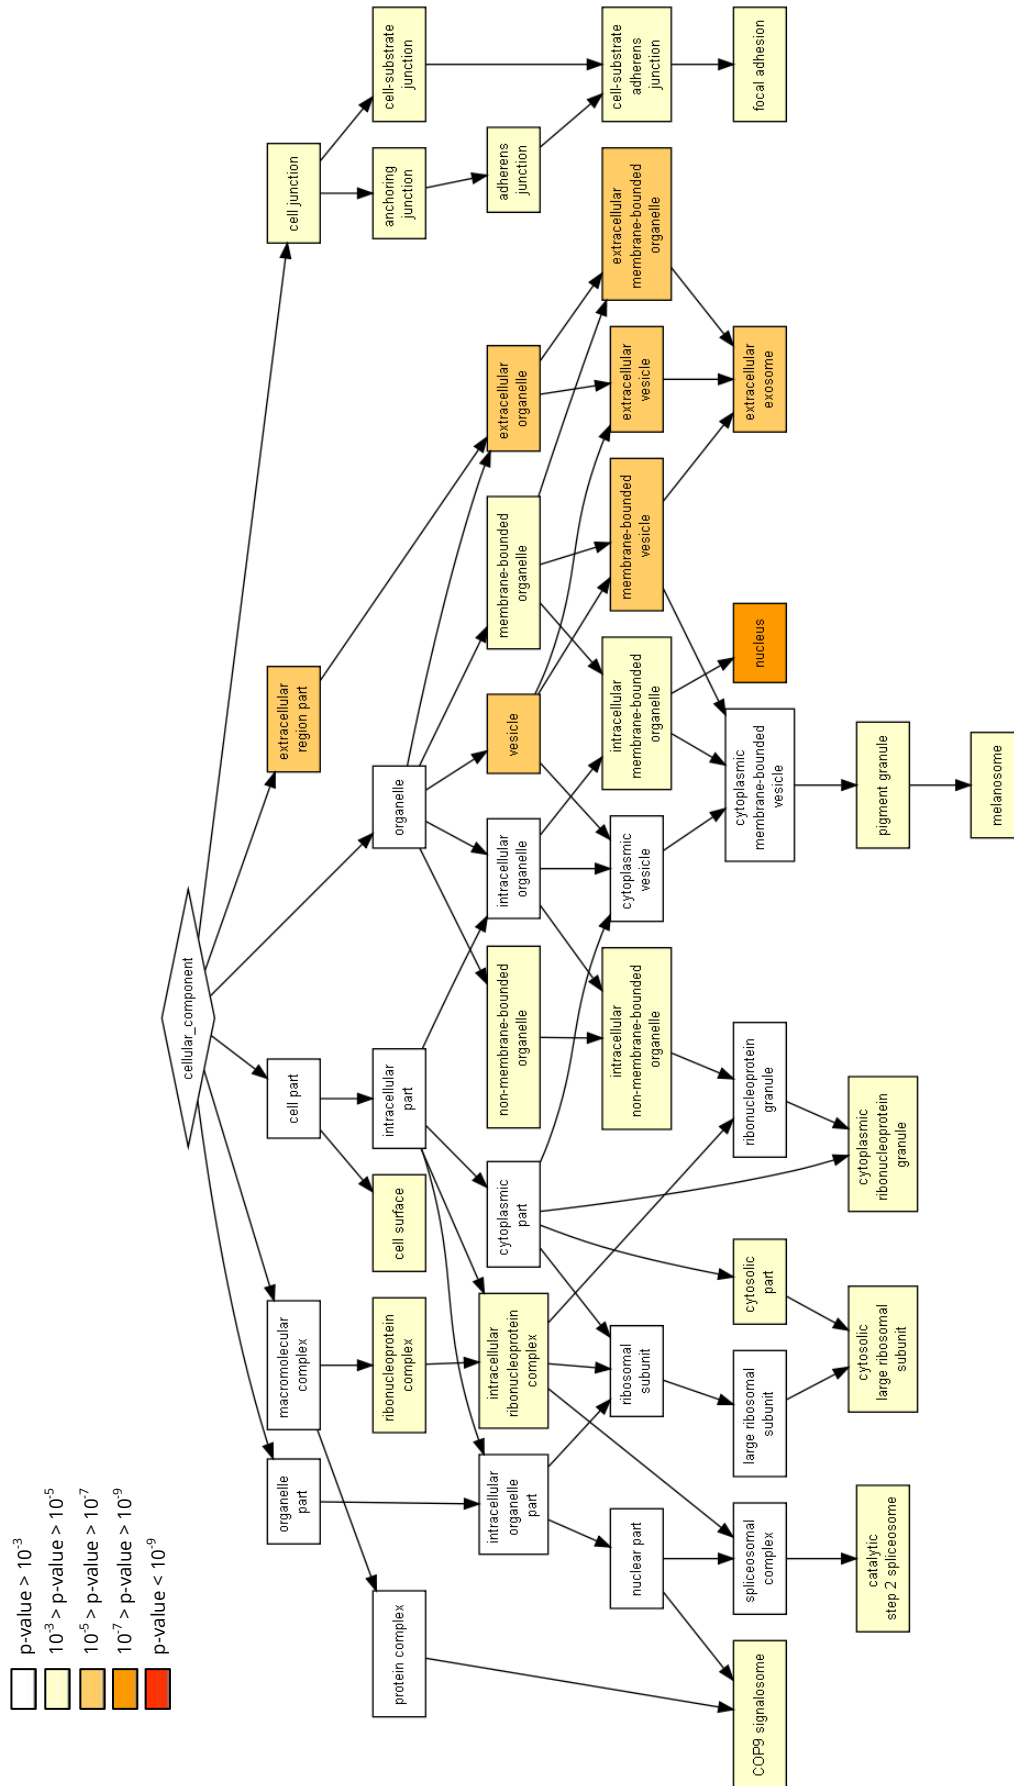 p-value > 10⁻³
10⁻³ > p-value > 10⁻⁵
10⁻⁵ > p-value > 10⁻⁷
10⁻⁷ > p-value > 10⁻⁹
p-value < 10⁻⁹
cellular_component
organelle
part
macromolecular
complex
cell part
extracellular
region part
cell junction
protein complex
ribonucleoprotein
complex
cell surface
intracellular
part
organelle
anchoring
junction
cell-substrate
junction
intracellular
organelle
part
intracellular
ribonucleoprotein
complex
cytoplasmic
part
non-membrane-bounded
organelle
intracellular
organelle
vesicle
membrane-bounded
organelle
extracellular
organelle
adherens
junction
nuclear part
ribosomal
subunit
intracellular
non-membrane-bounded
organelle
cytoplasmic
vesicle
intracellular
membrane-bounded
organelle
membrane-bounded
vesicle
extracellular
vesicle
extracellular
membrane-bounded
organelle
cell-substrate
adherens
junction
COP9 signalosome
spliceosomal
complex
large ribosomal
subunit
cytosolic
part
ribonucleoprotein
granule
cytoplasmic
membrane-bounded
vesicle
nucleus
extracellular
exosome
focal adhesion
catalytic
step 2 spliceosome
cytosolic
large ribosomal
subunit
cytoplasmic
ribonucleoprotein
granule
pigment granule
melanosome